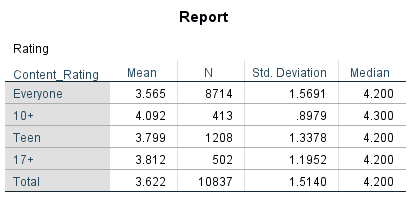 Report
Rating
Content_Rating Mean N Std. Deviation Median
Everyone 3.565 8714 1.5691 4.200
10+ 4.092 413 .8979 4.300
Teen 3.799 1208 1.3378 4.200
17+ 3.812 502 1.1952 4.200
Total 3.622 10837 1.5140 4.200